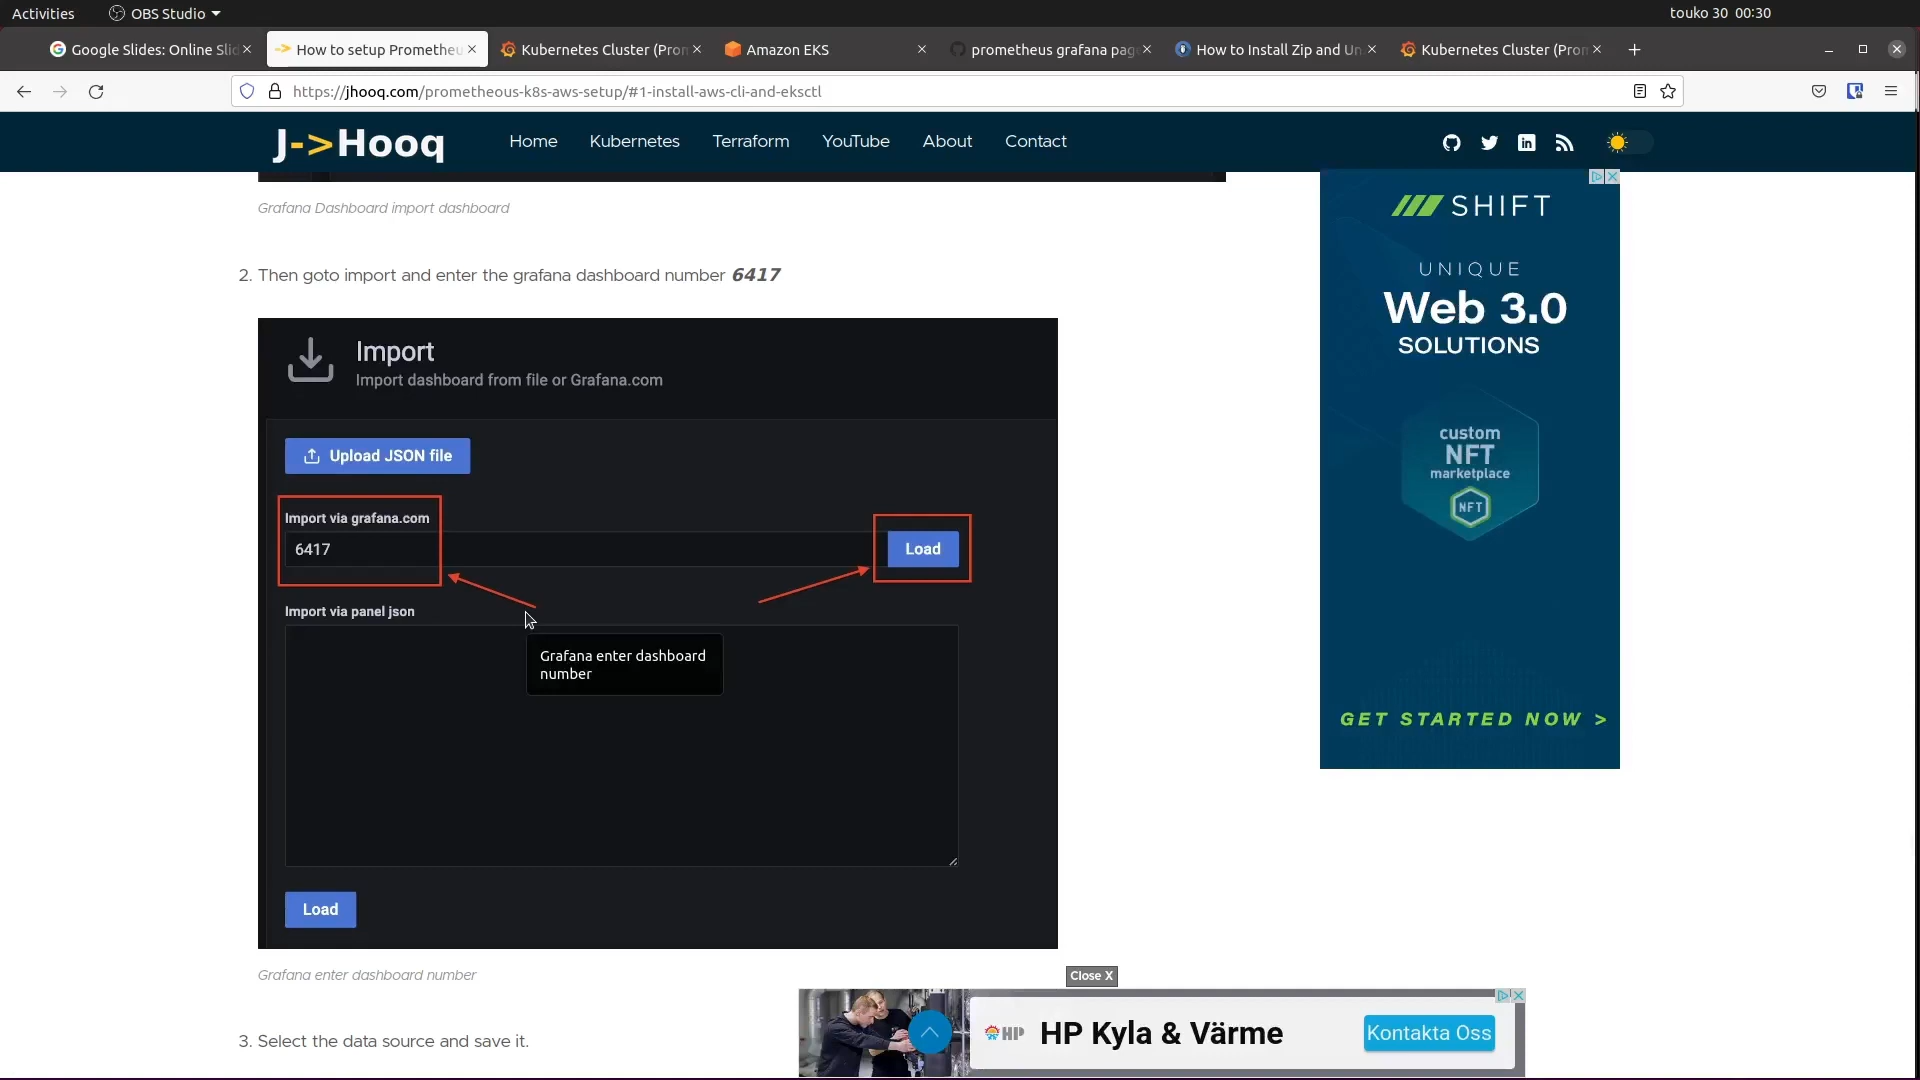 Activities
OBS Studio
touko 30 00:30
Google Slides: Online Slid
How to setup Prometheu
Kubernetes Cluster (Pron
Amazon EKS
prometheus grafana page
How to Install Zip and Un
Kubernetes Cluster (Pron
https://jhooq.com/prometheous-k8s-aws-setup/#1-install-aws-cli-and-eksctl
J->Hooq
Home
Kubernetes
Terraform
YouTube
About
Contact
Grafana Dashboard import dashboard
2. Then goto import and enter the grafana dashboard number 6417
Import
Import dashboard from file or Grafana.com
Upload JSON file
Import via grafana.com
6417
Load
Import via panel json
Grafana enter dashboard
number
Load
Grafana enter dashboard number
3. Select the data source and save it.
SHIFT
UNIQUE
Web 3.0
SOLUTIONS
custom
NFT
marketplace
NFT
GET STARTED NOW >
Close X
HP
HP Kyla & Värme
Kontakta Oss